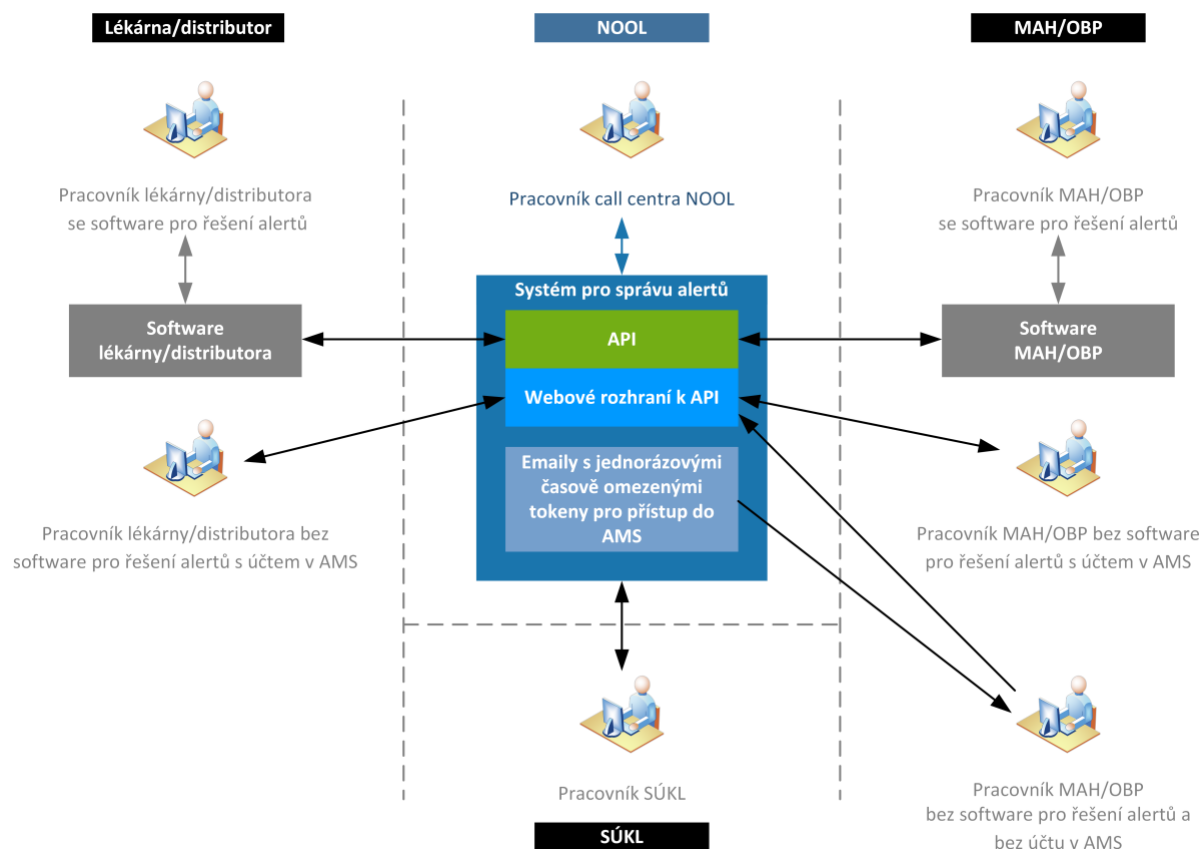 Lékárna/distributor
NOOL
MAH/OBP
Pracovník lékárny/distributora
se software pro řešení alertů
Pracovník call centra NOOL
Pracovník MAH/OBP
se software pro řešení alertů
Systém pro správu alertů
Software
lékárny/distributora
API
Software
MAH/OBP
Webové rozhraní k API
Emaily s jednorázovými
časově omezenými
tokeny pro přístup do
AMS
Pracovník lékárny/distributora bez
software pro řešení alertů s účtem v AMS
Pracovník MAH/OBP bez software
pro řešení alertů s účtem v AMS
Pracovník SÚKL
SÚKL
Pracovník MAH/OBP
bez software pro řešení alertů a
bez účtu v AMS